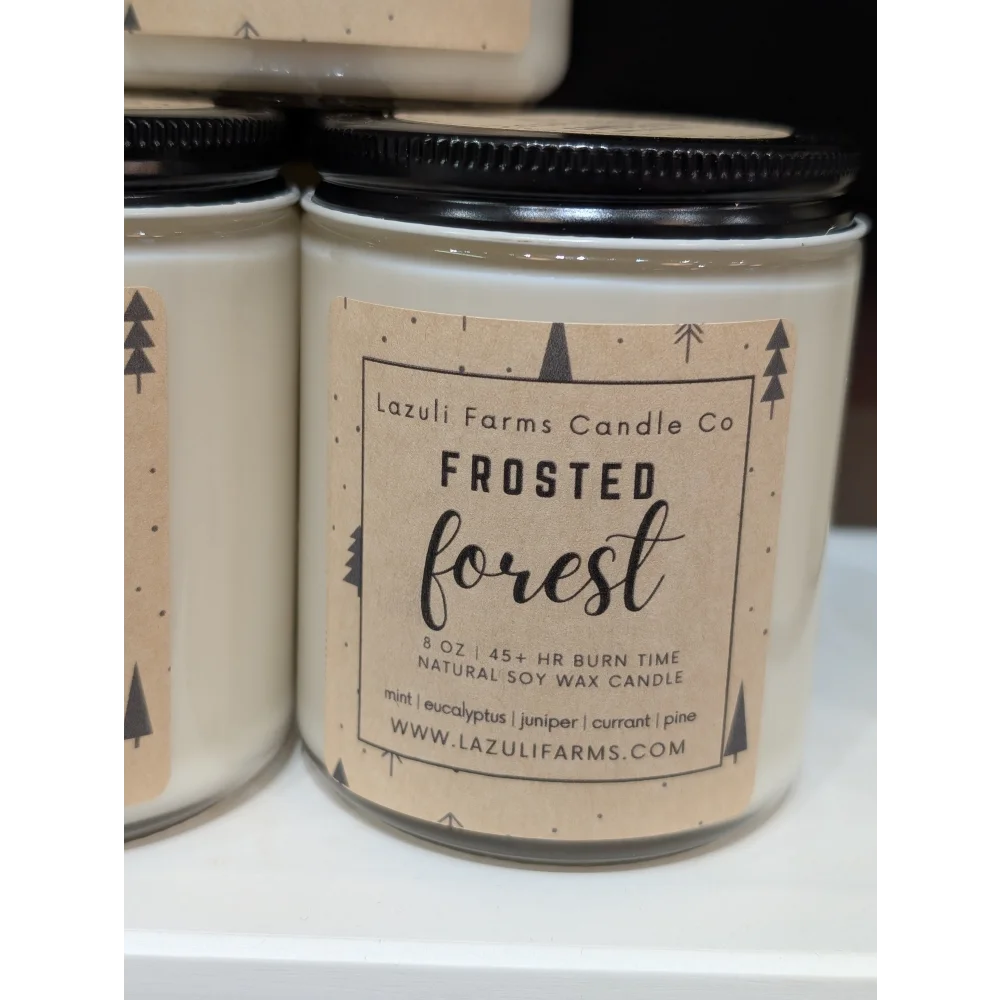 Lazuli Farms Candle Co
FROSTED
forest
8 OZ | 45+ HR BURN TIME
NATURAL SOY WAX CANDLE
mint | eucalyptus | juniper | currant | pine
WWW.LAZULIFARMS.COM